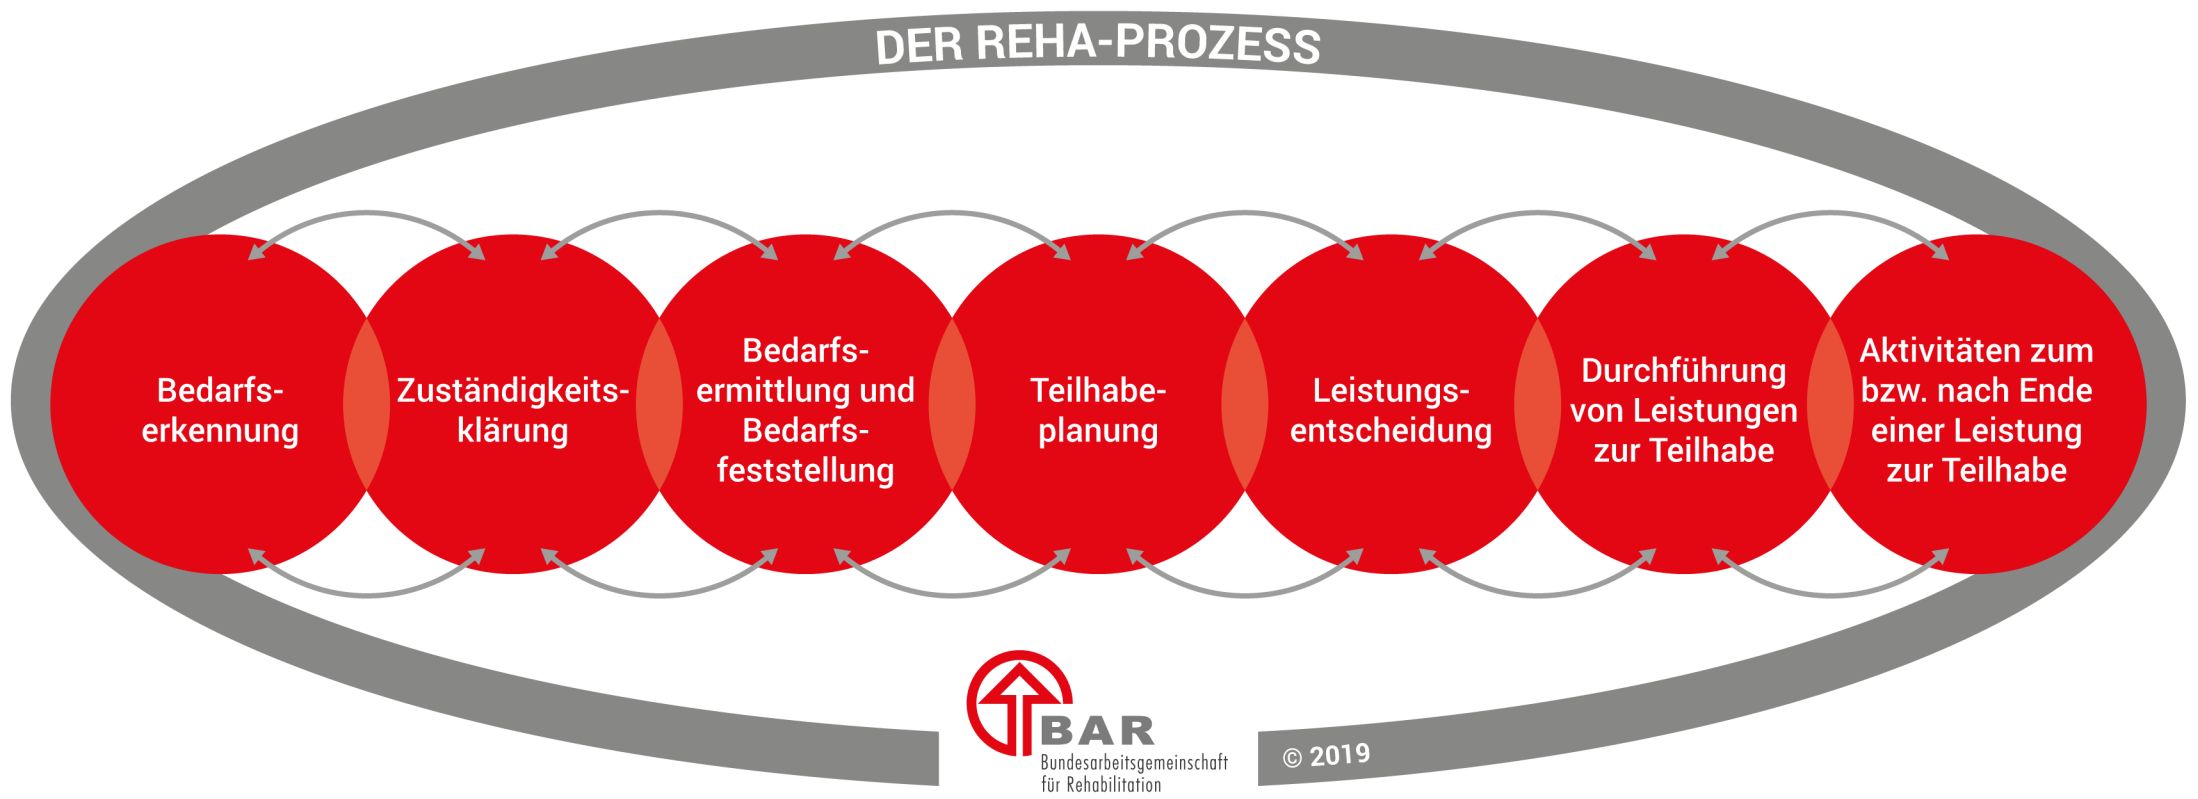 DER REHA-PROZESS
Bedarfs-
erkennung
Zuständigkeits-
klärung
Bedarfs-
ermittlung und
Bedarfs-
feststellung
Teilhabe-
planung
Leistungs-
entscheidung
Durchführung
von Leistungen
zur Teilhabe
Aktivitäten zum
bzw. nach Ende
einer Leistung
zur Teilhabe
BAR
Bundesarbeitsgemeinschaft
für Rehabilitation
© 2019